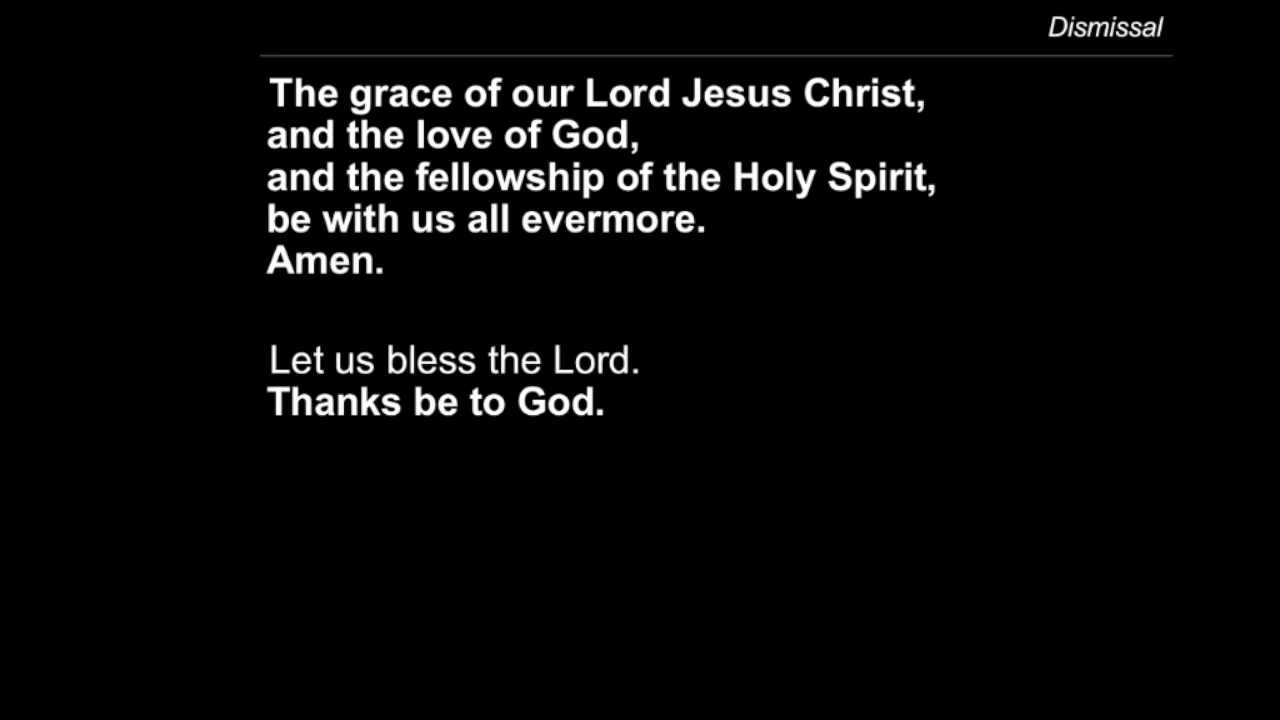 Dismissal
The grace of our Lord Jesus Christ,
and the love of God,
and the fellowship of the Holy Spirit,
be with us all evermore.
Amen.
Let us bless the Lord.
Thanks be to God.